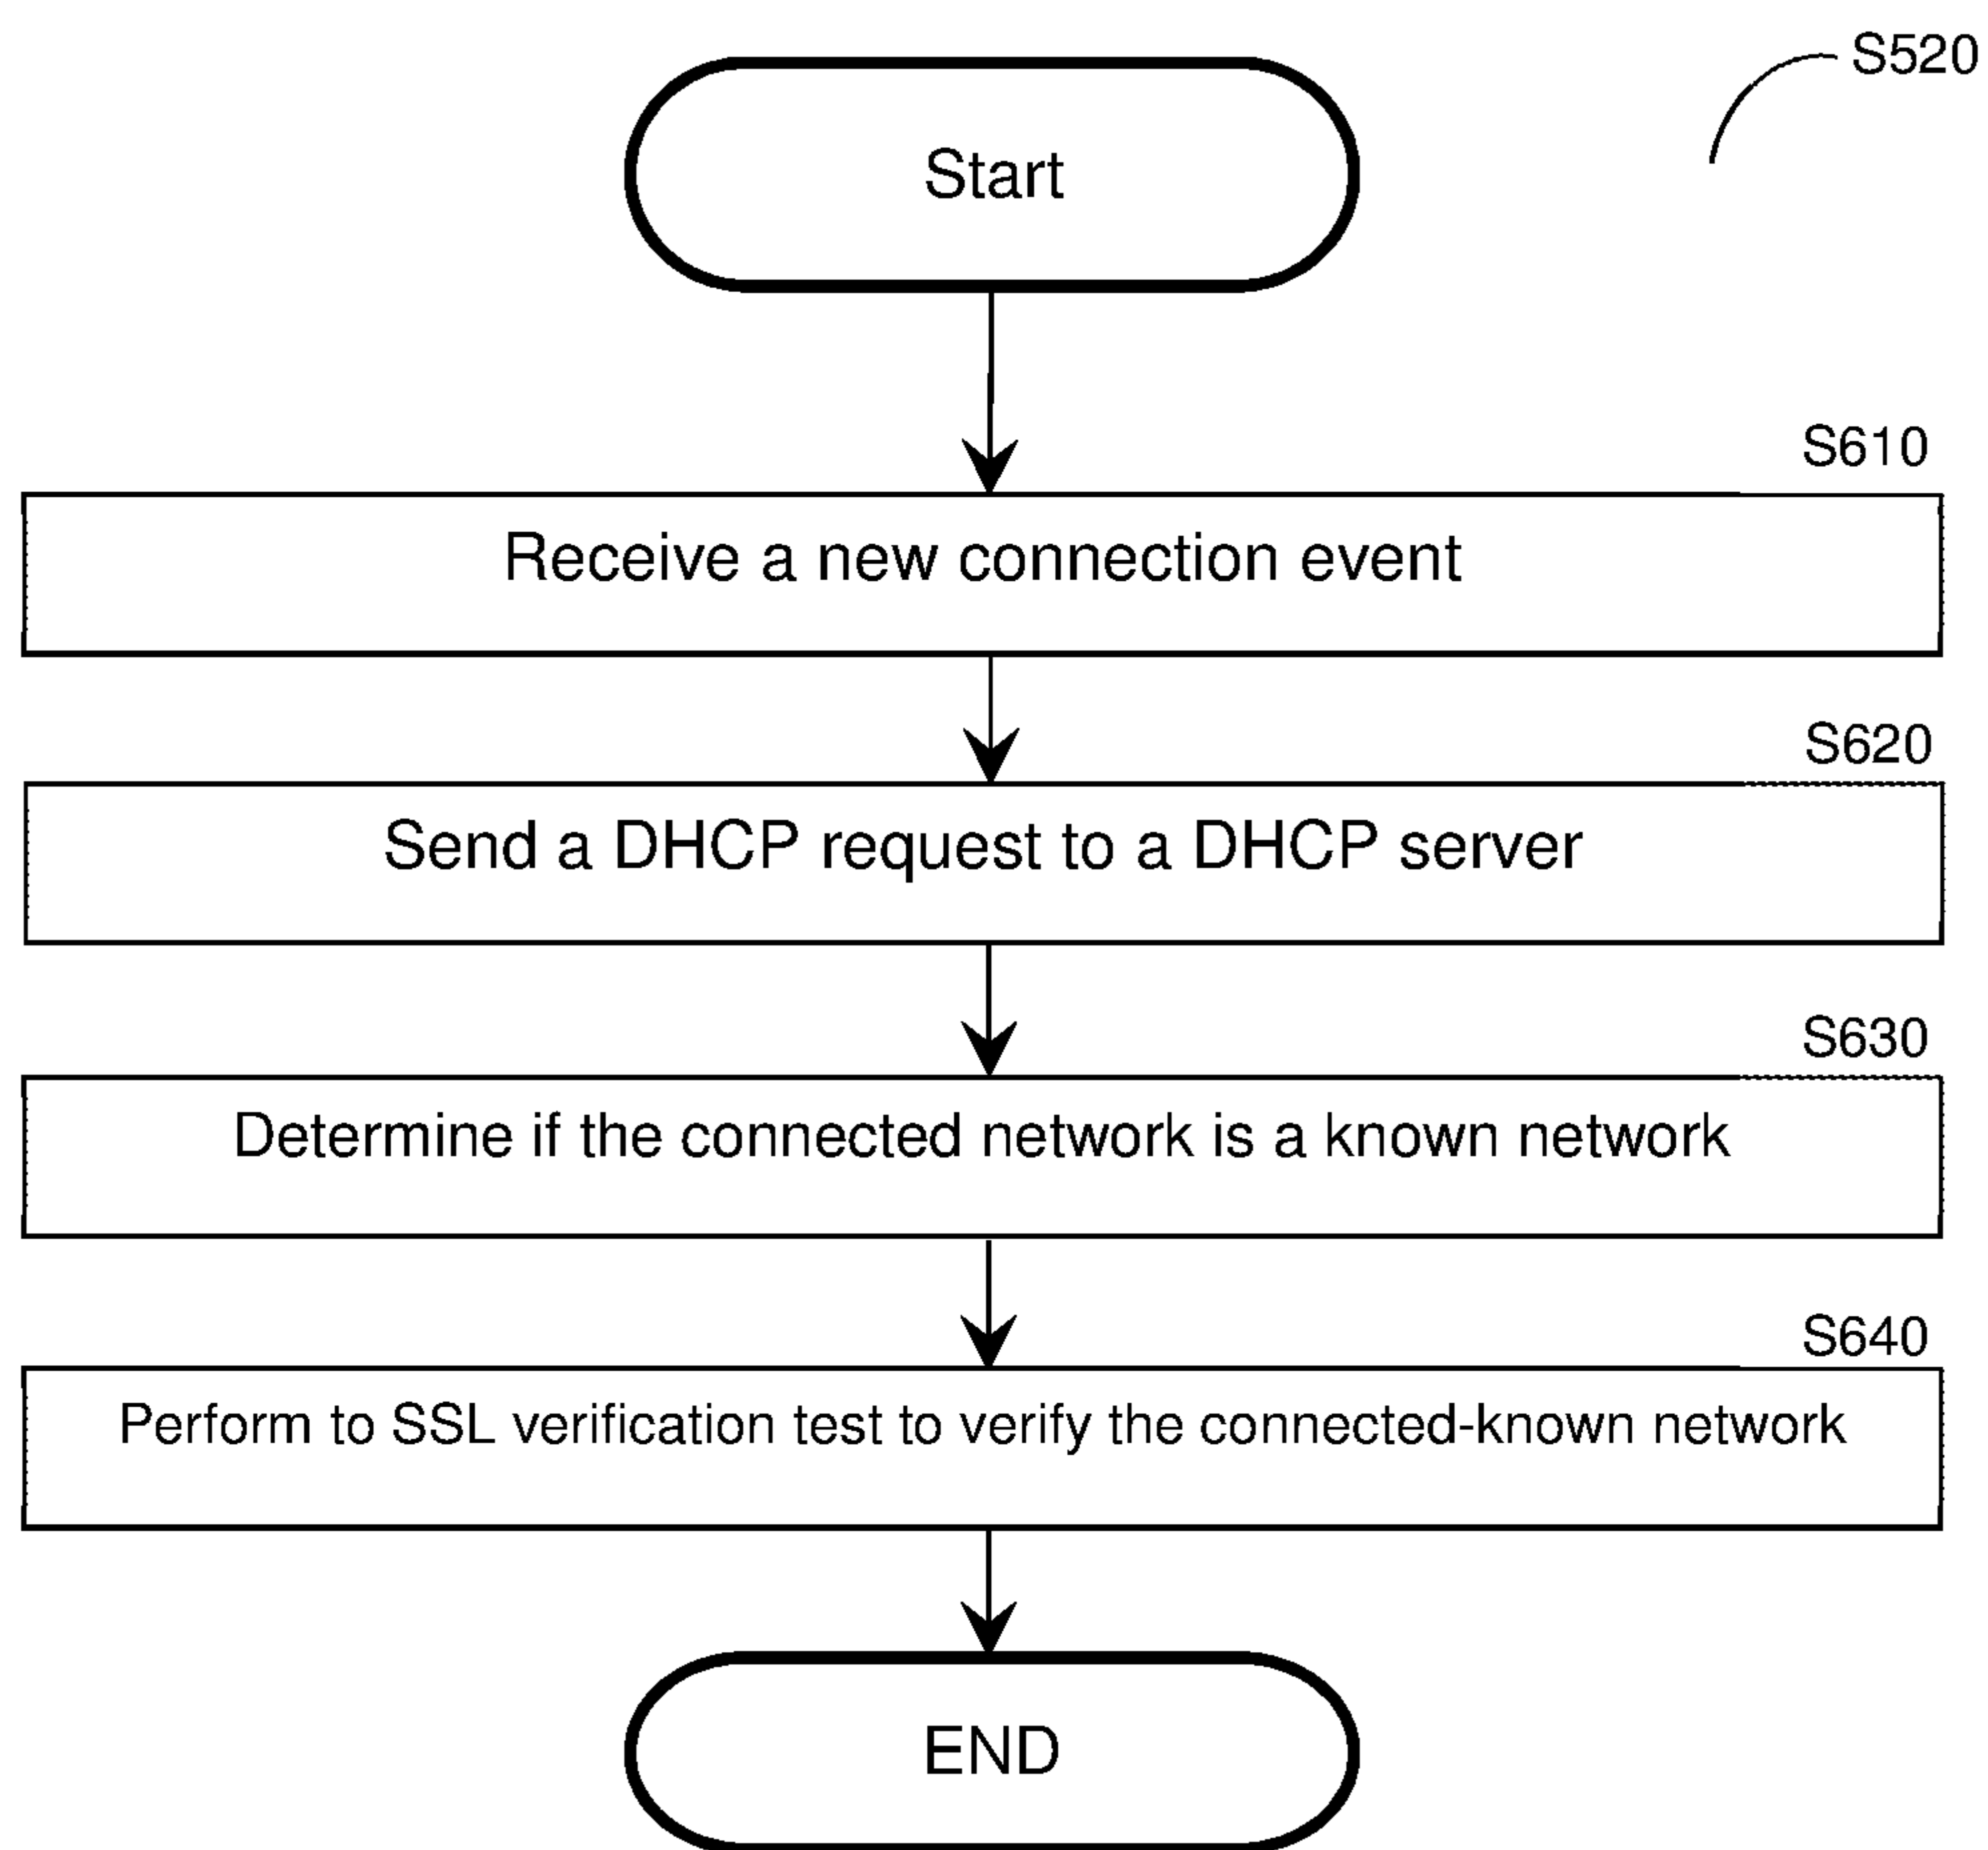 S520
Start
S610
Receive a new connection event
S620
Send a DHCP request to a DHCP server
S630
Determine if the connected network is a known network
S640
Perform to SSL verification test to verify the connected-known network
END